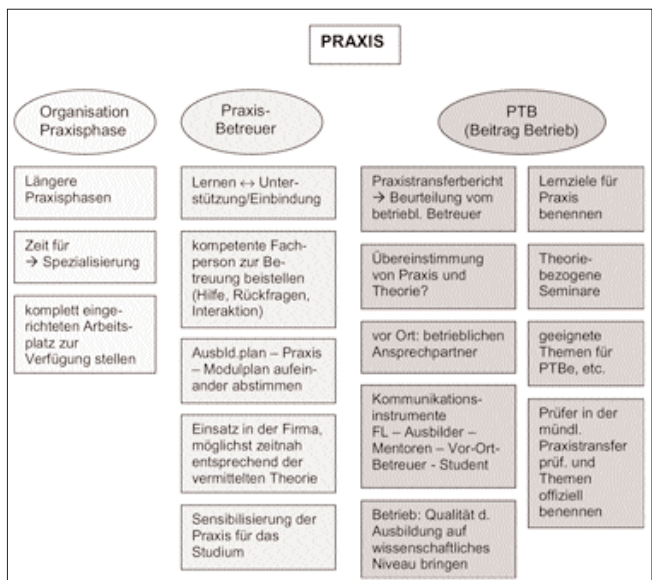 PRAXIS
Organisation
Praxisphase
Längere
Praxisphasen
Zeit für
→ Spezialisierung
komplett einge-
richteten Arbeits-
platz zur
Verfügung stellen
Praxis-
Betreuer
Lernen ↔ Unter-
stützung/Einbindung
kompetente Fach-
person zur Be-
treuung beistellen
(Hilfe, Rückfragen,
Interaktion)
Ausbld.plan – Praxis
– Modulplan aufein-
ander abstimmen
Einsatz in der Firma,
möglichst zeitnah
entsprechend der
vermittelten Theorie
Sensibilisierung der
Praxis für das
Studium
PTB
(Beitrag Betrieb)
Praxistransferbericht
→ Beurteilung vom
betriebl. Betreuer
Übereinstimmung
von Praxis und
Theorie?
vor Ort: betrieblichen
Ansprechpartner
Kommunikations-
instrumente
FL – Ausbilder –
Mentoren – Vor-Ort-
Betreuer - Student
Betrieb: Qualität d.
Ausbildung auf
wissenschaftliches
Niveau bringen
Lernziele für
Praxis
benennen
Theorie-
bezogene
Seminare
geeignete
Themen für
PTBe, etc.
Prüfer in der
mündl.
Praxistransfer
prüf. und
Themen
offiziell
benennen